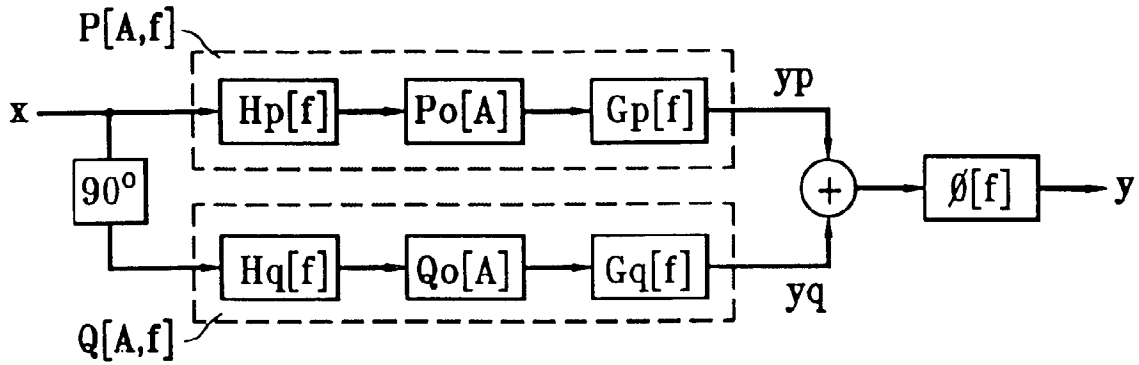 P[A,f]
x
Hp[f]
Po[A]
Gp[f]
yp
90°
+
Ø[f]
y
Hq[f]
Qo[A]
Gq[f]
yq
Q[A,f]